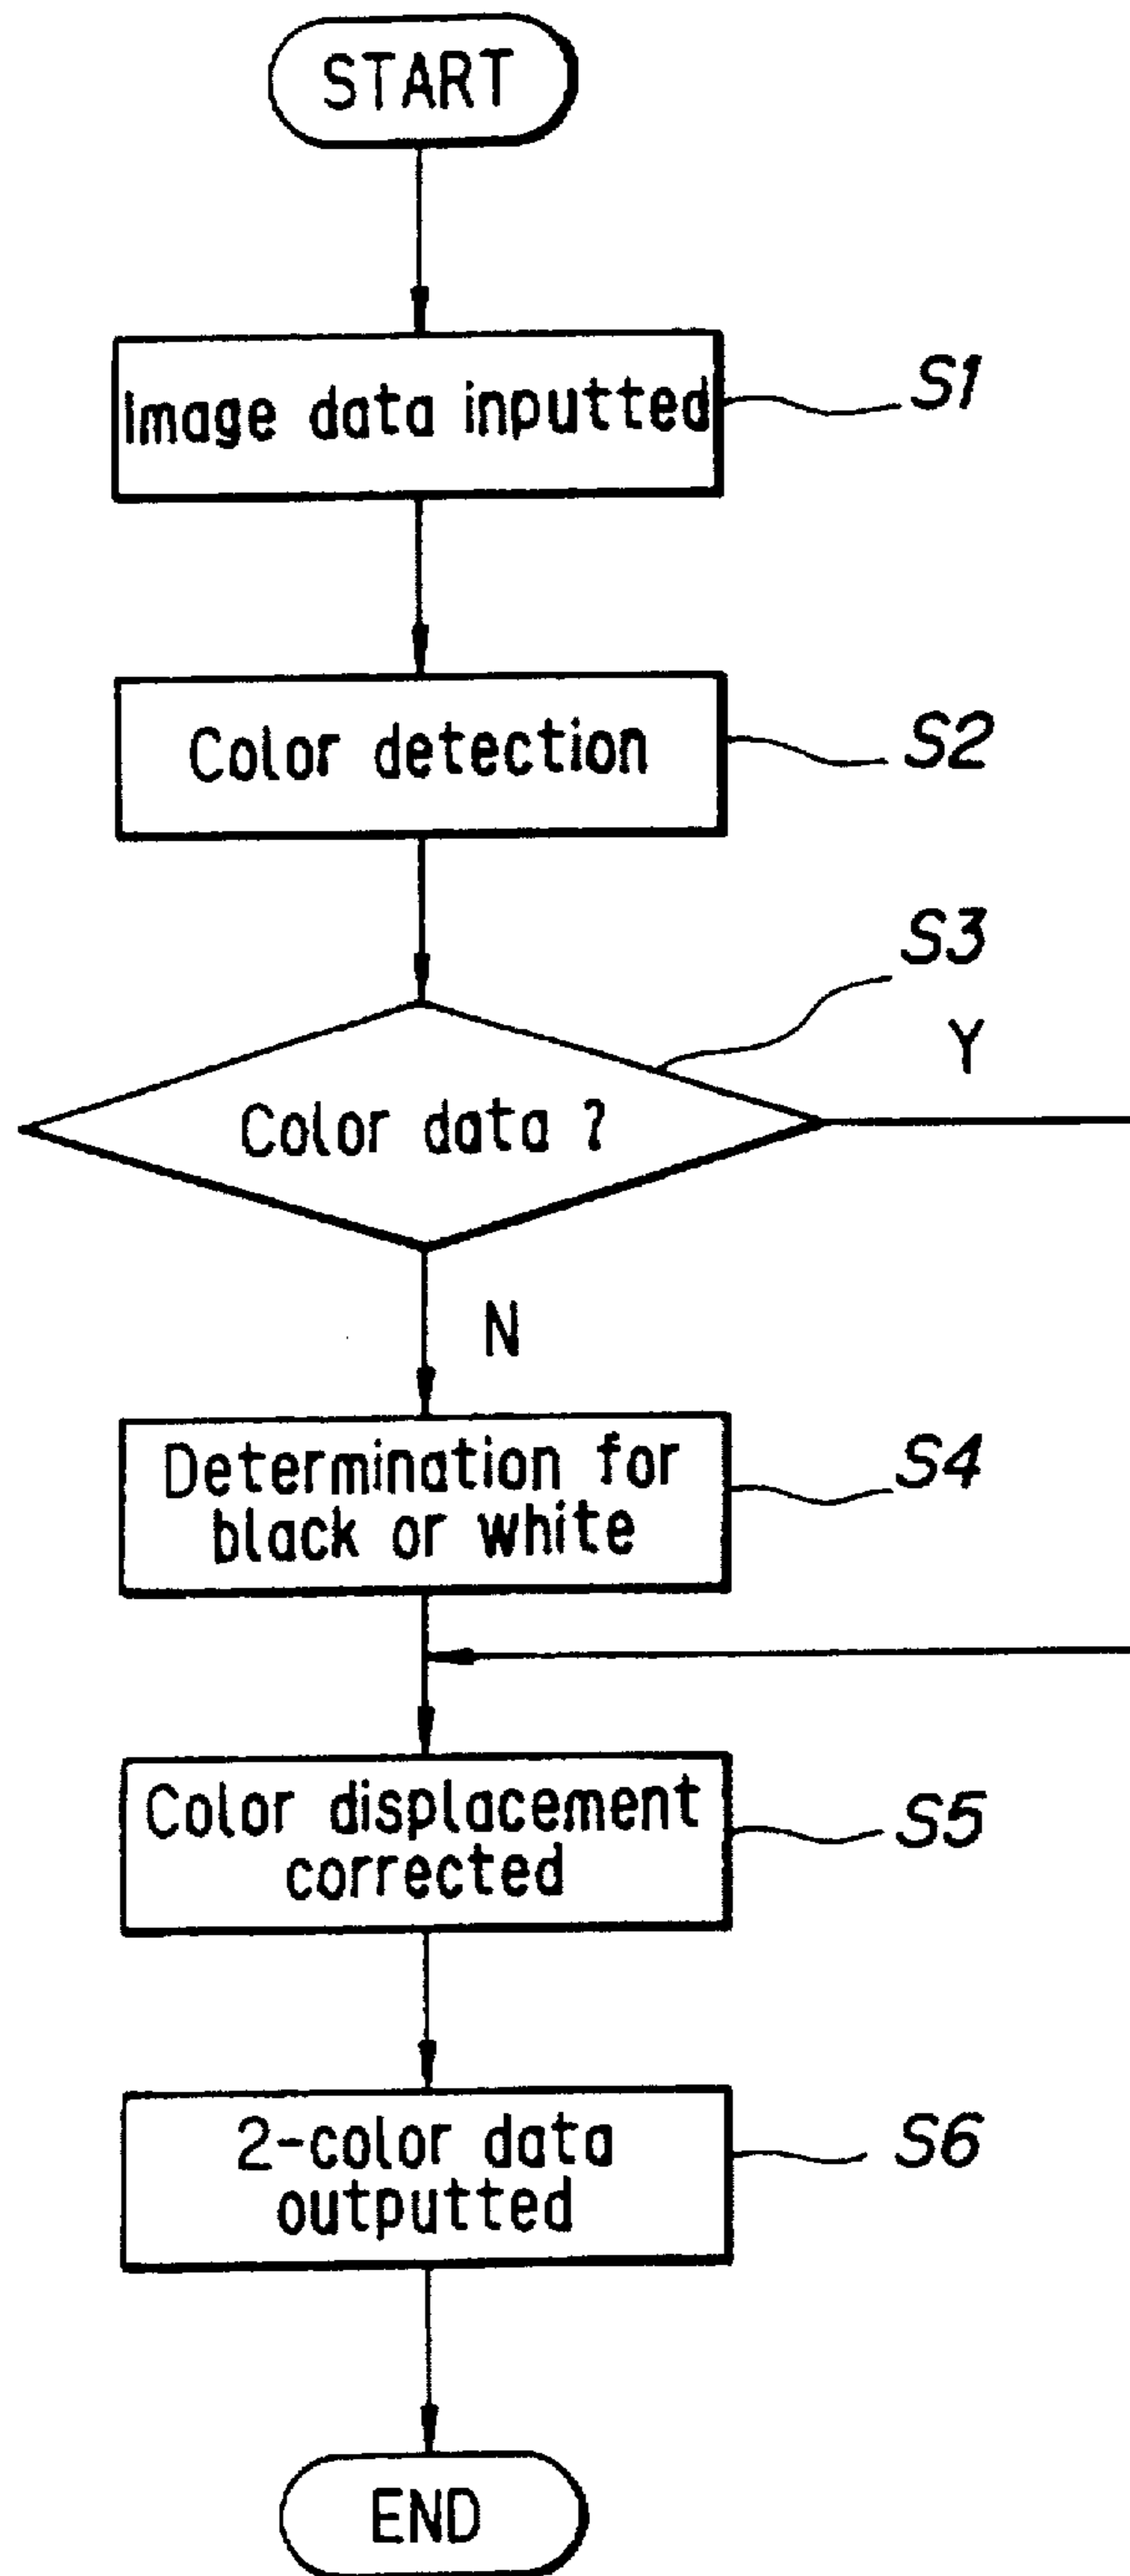 START
Image data inputted
S1
Color detection
S2
S3
Y
Color data ?
N
Determination for
black or white
S4
Color displacement
corrected
S5
2-color data
outputted
S6
END